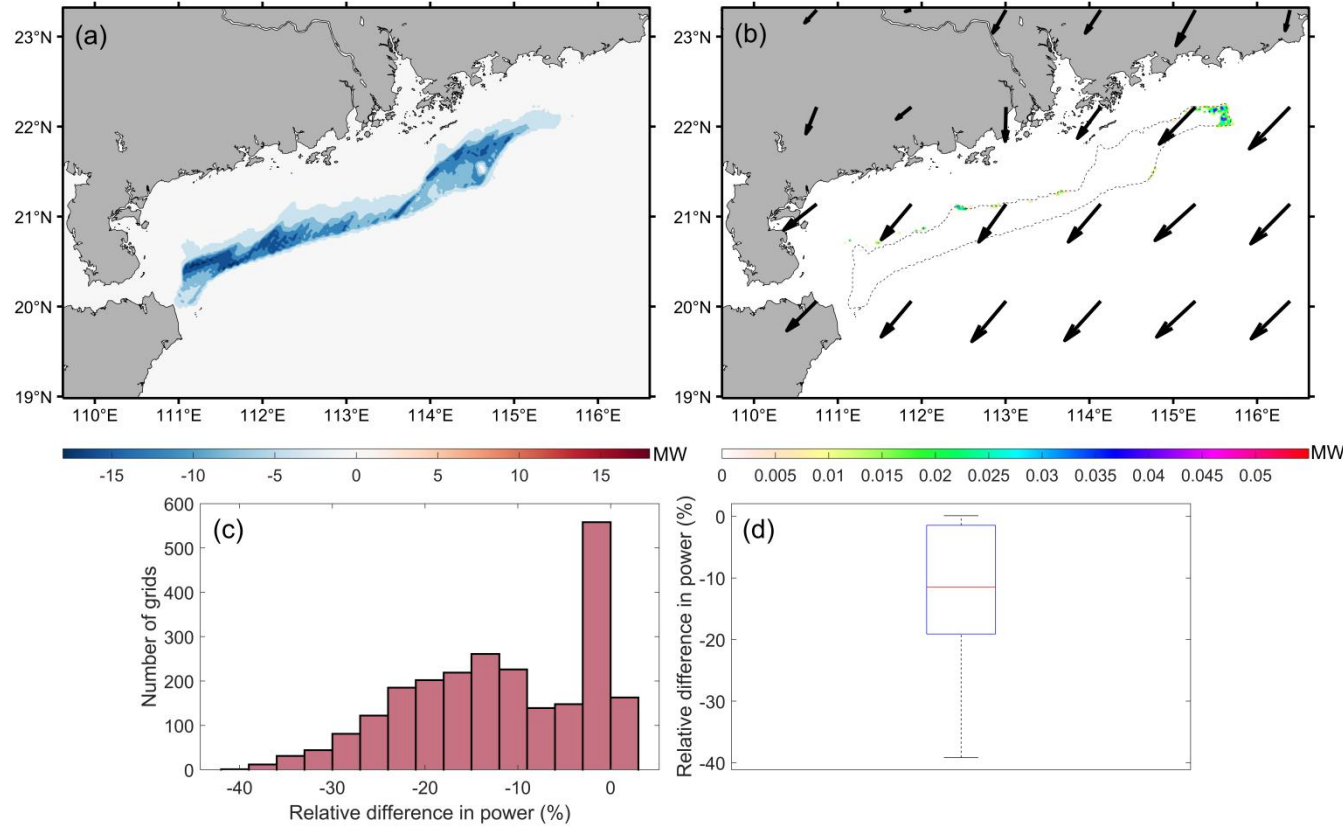 (a)
23°N
22°N
21°N
20°N
19°N
110°E 111°E 112°E 113°E 114°E 115°E 116°E
-15 -10 -5 0 5 10 15 MW
(b)
23°N
22°N
21°N
20°N
19°N
110°E 111°E 112°E 113°E 114°E 115°E 116°E
0 0.005 0.01 0.015 0.02 0.025 0.03 0.035 0.04 0.045 0.05 MW
(c)
Number of grids
600
500
400
300
200
100
0
-40 -30 -20 -10 0
Relative difference in power (%)
(d)
Relative difference in power (%)
0
-10
-20
-30
-40